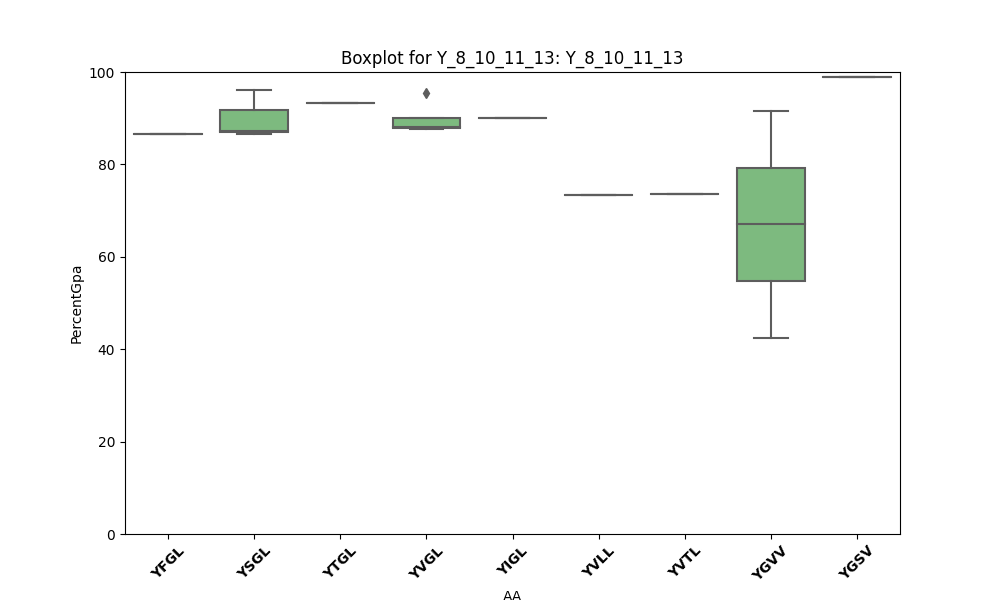 Boxplot for Y_8_10_11_13: Y_8_10_11_13
100
80
60
40
20
0
PercentGpa
YFGL YSGL YTGL YVGL YIGL YVLL YVTL YGVV YGSV
AA